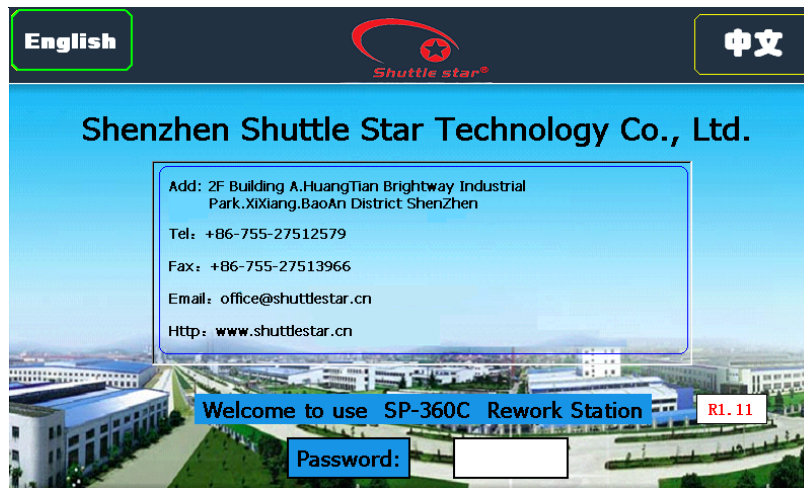 English
Shuttle star®
中文
Shenzhen Shuttle Star Technology Co., Ltd.
Add: 2F Building A.HuangTian Brightway Industrial
Park.XiXiang.BaoAn District ShenZhen
Tel: +86-755-27512579
Fax: +86-755-27513966
Email: office@shuttlestar.cn
Http: www.shuttlestar.cn
Welcome to use SP-360C Rework Station
R1.11
Password: